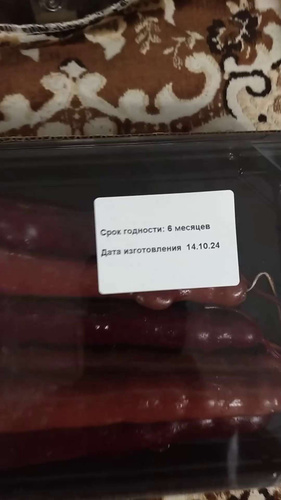 Срок годности: 6 месяцев
Дата изготовления 14.10.24